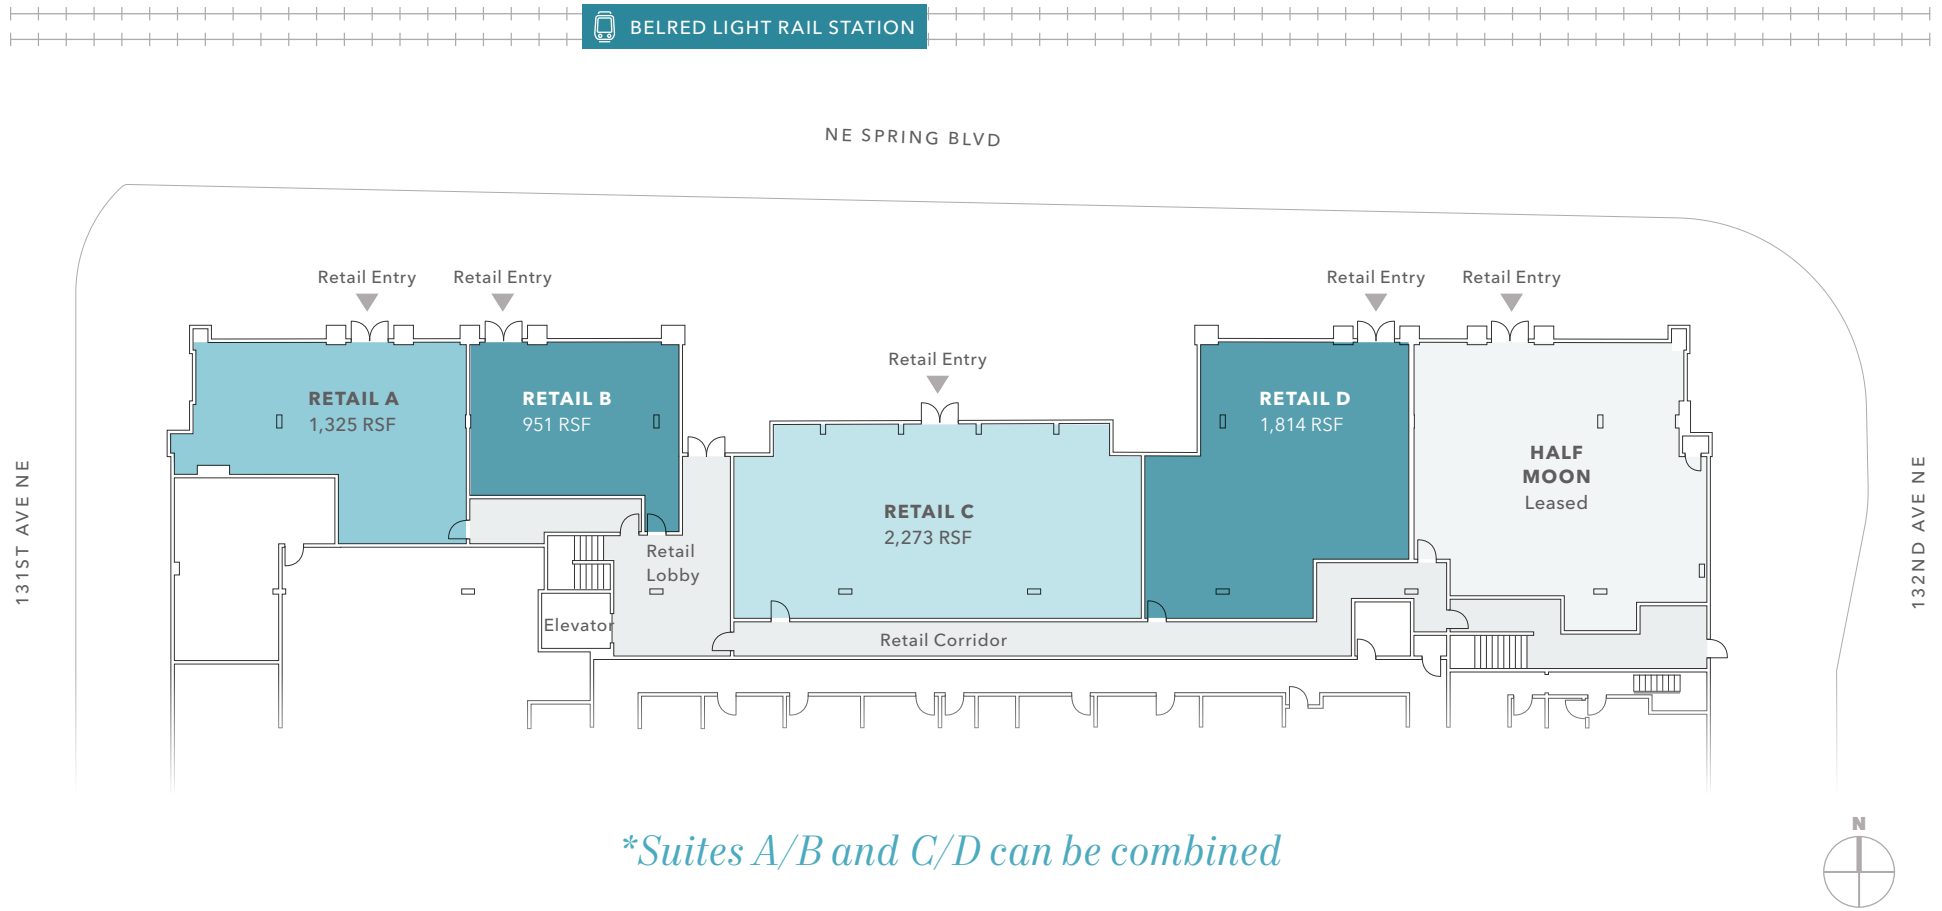 BELRED LIGHT RAIL STATION
NE SPRING BLVD
Retail Entry
Retail Entry
Retail Entry
Retail Entry
Retail Entry
RETAIL A
1,325 RSF
RETAIL B
951 RSF
RETAIL C
2,273 RSF
RETAIL D
1,814 RSF
HALF
MOON
Leased
131ST AVE NE
132ND AVE NE
Retail
Lobby
Elevator
Retail Corridor
*Suites A/B and C/D can be combined
N